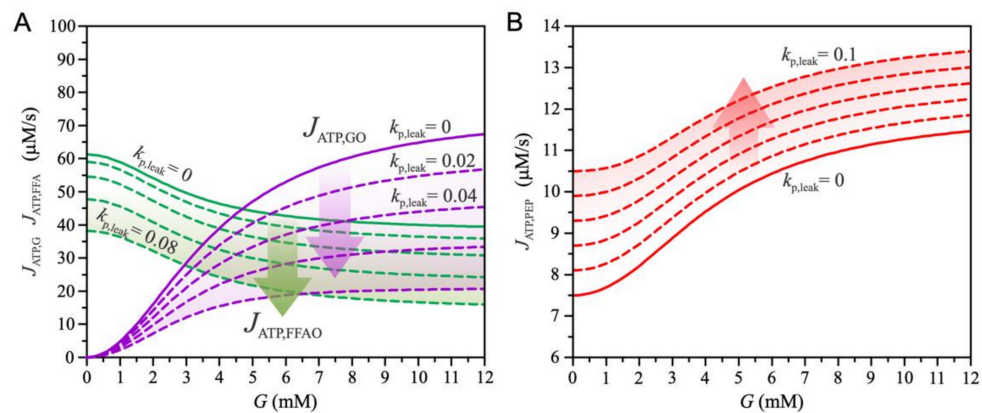 A
B
100
90
80
70
60
50
40
30
20
10
0
J_ATP,G J_ATP,FFA (μM/s)
k_p,leak= 0
k_p,leak= 0.08
J_ATP,GO
k_p,leak= 0
k_p,leak= 0.02
k_p,leak= 0.04
J_ATP,FFAO
0 1 2 3 4 5 6 7 8 9 10 11 12
G (mM)
14
13
12
11
10
9
8
7
6
J_ATP,PEP (μM/s)
k_p,leak= 0.1
k_p,leak= 0
0 1 2 3 4 5 6 7 8 9 10 11 12
G (mM)